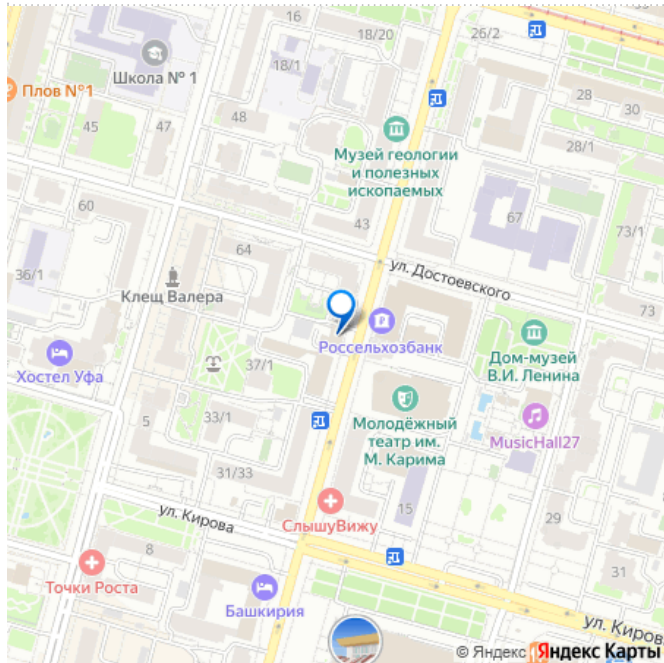 16
18/20
26/2
Школа № 1
18/1
Плов №1
28
30
45
47
48
28/1
Музей геологии
и полезных
ископаемых
60
43
67
73/1
64
ул. Достоевского
36/1
Клещ Валера
73
Россельхозбанк
Дом-музей
В.И. Ленина
Хостел Уфа
37/1
5
33/1
Молодёжный
театр им.
М. Карима
MusicHall27
31/33
ул. Кирова
СлышуВижу
15
29
8
31
Точки Роста
Башкирия
ул. Киров
© Яндекс Яндекс Карты